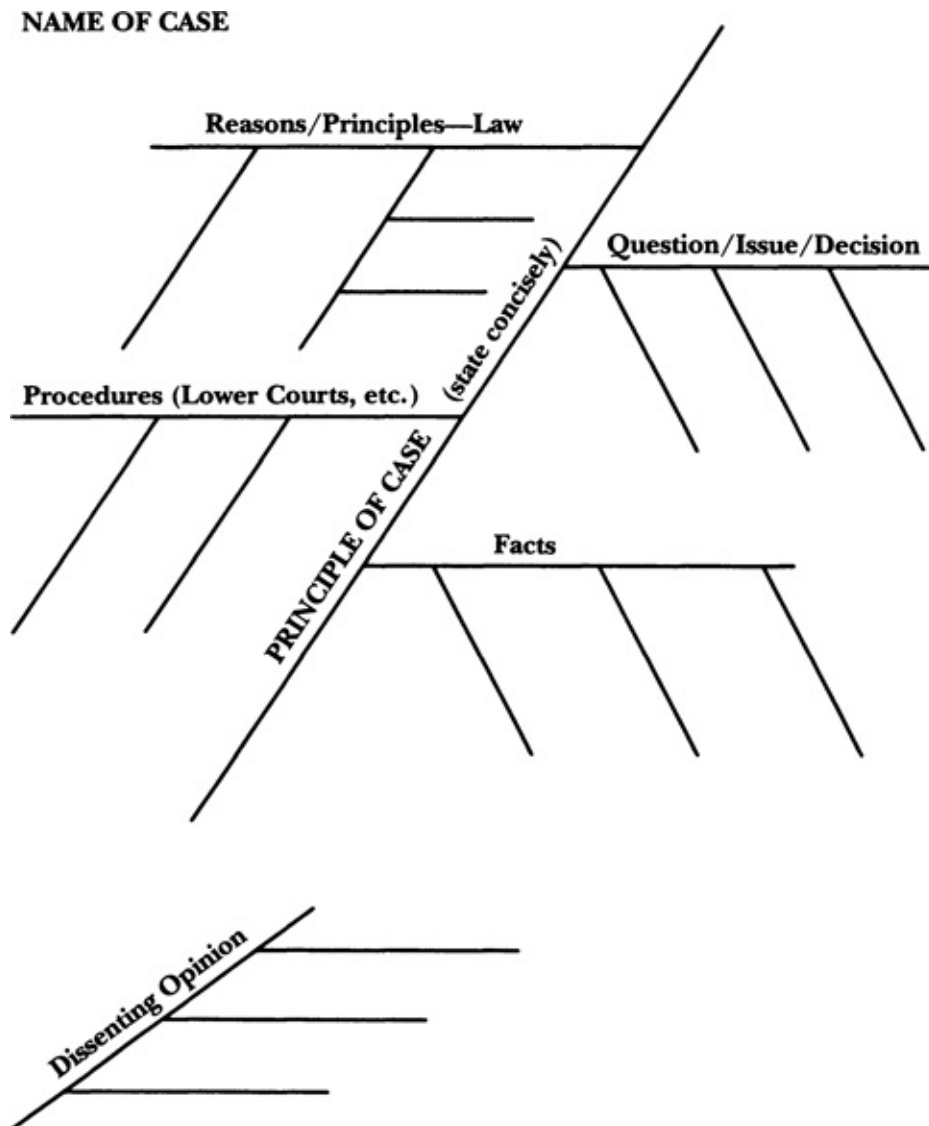 NAME OF CASE
Reasons/Principles—Law
Question/Issue/Decision
(state concisely)
Procedures (Lower Courts, etc.)
PRINCIPLE OF CASE
Facts
Dissenting Opinion